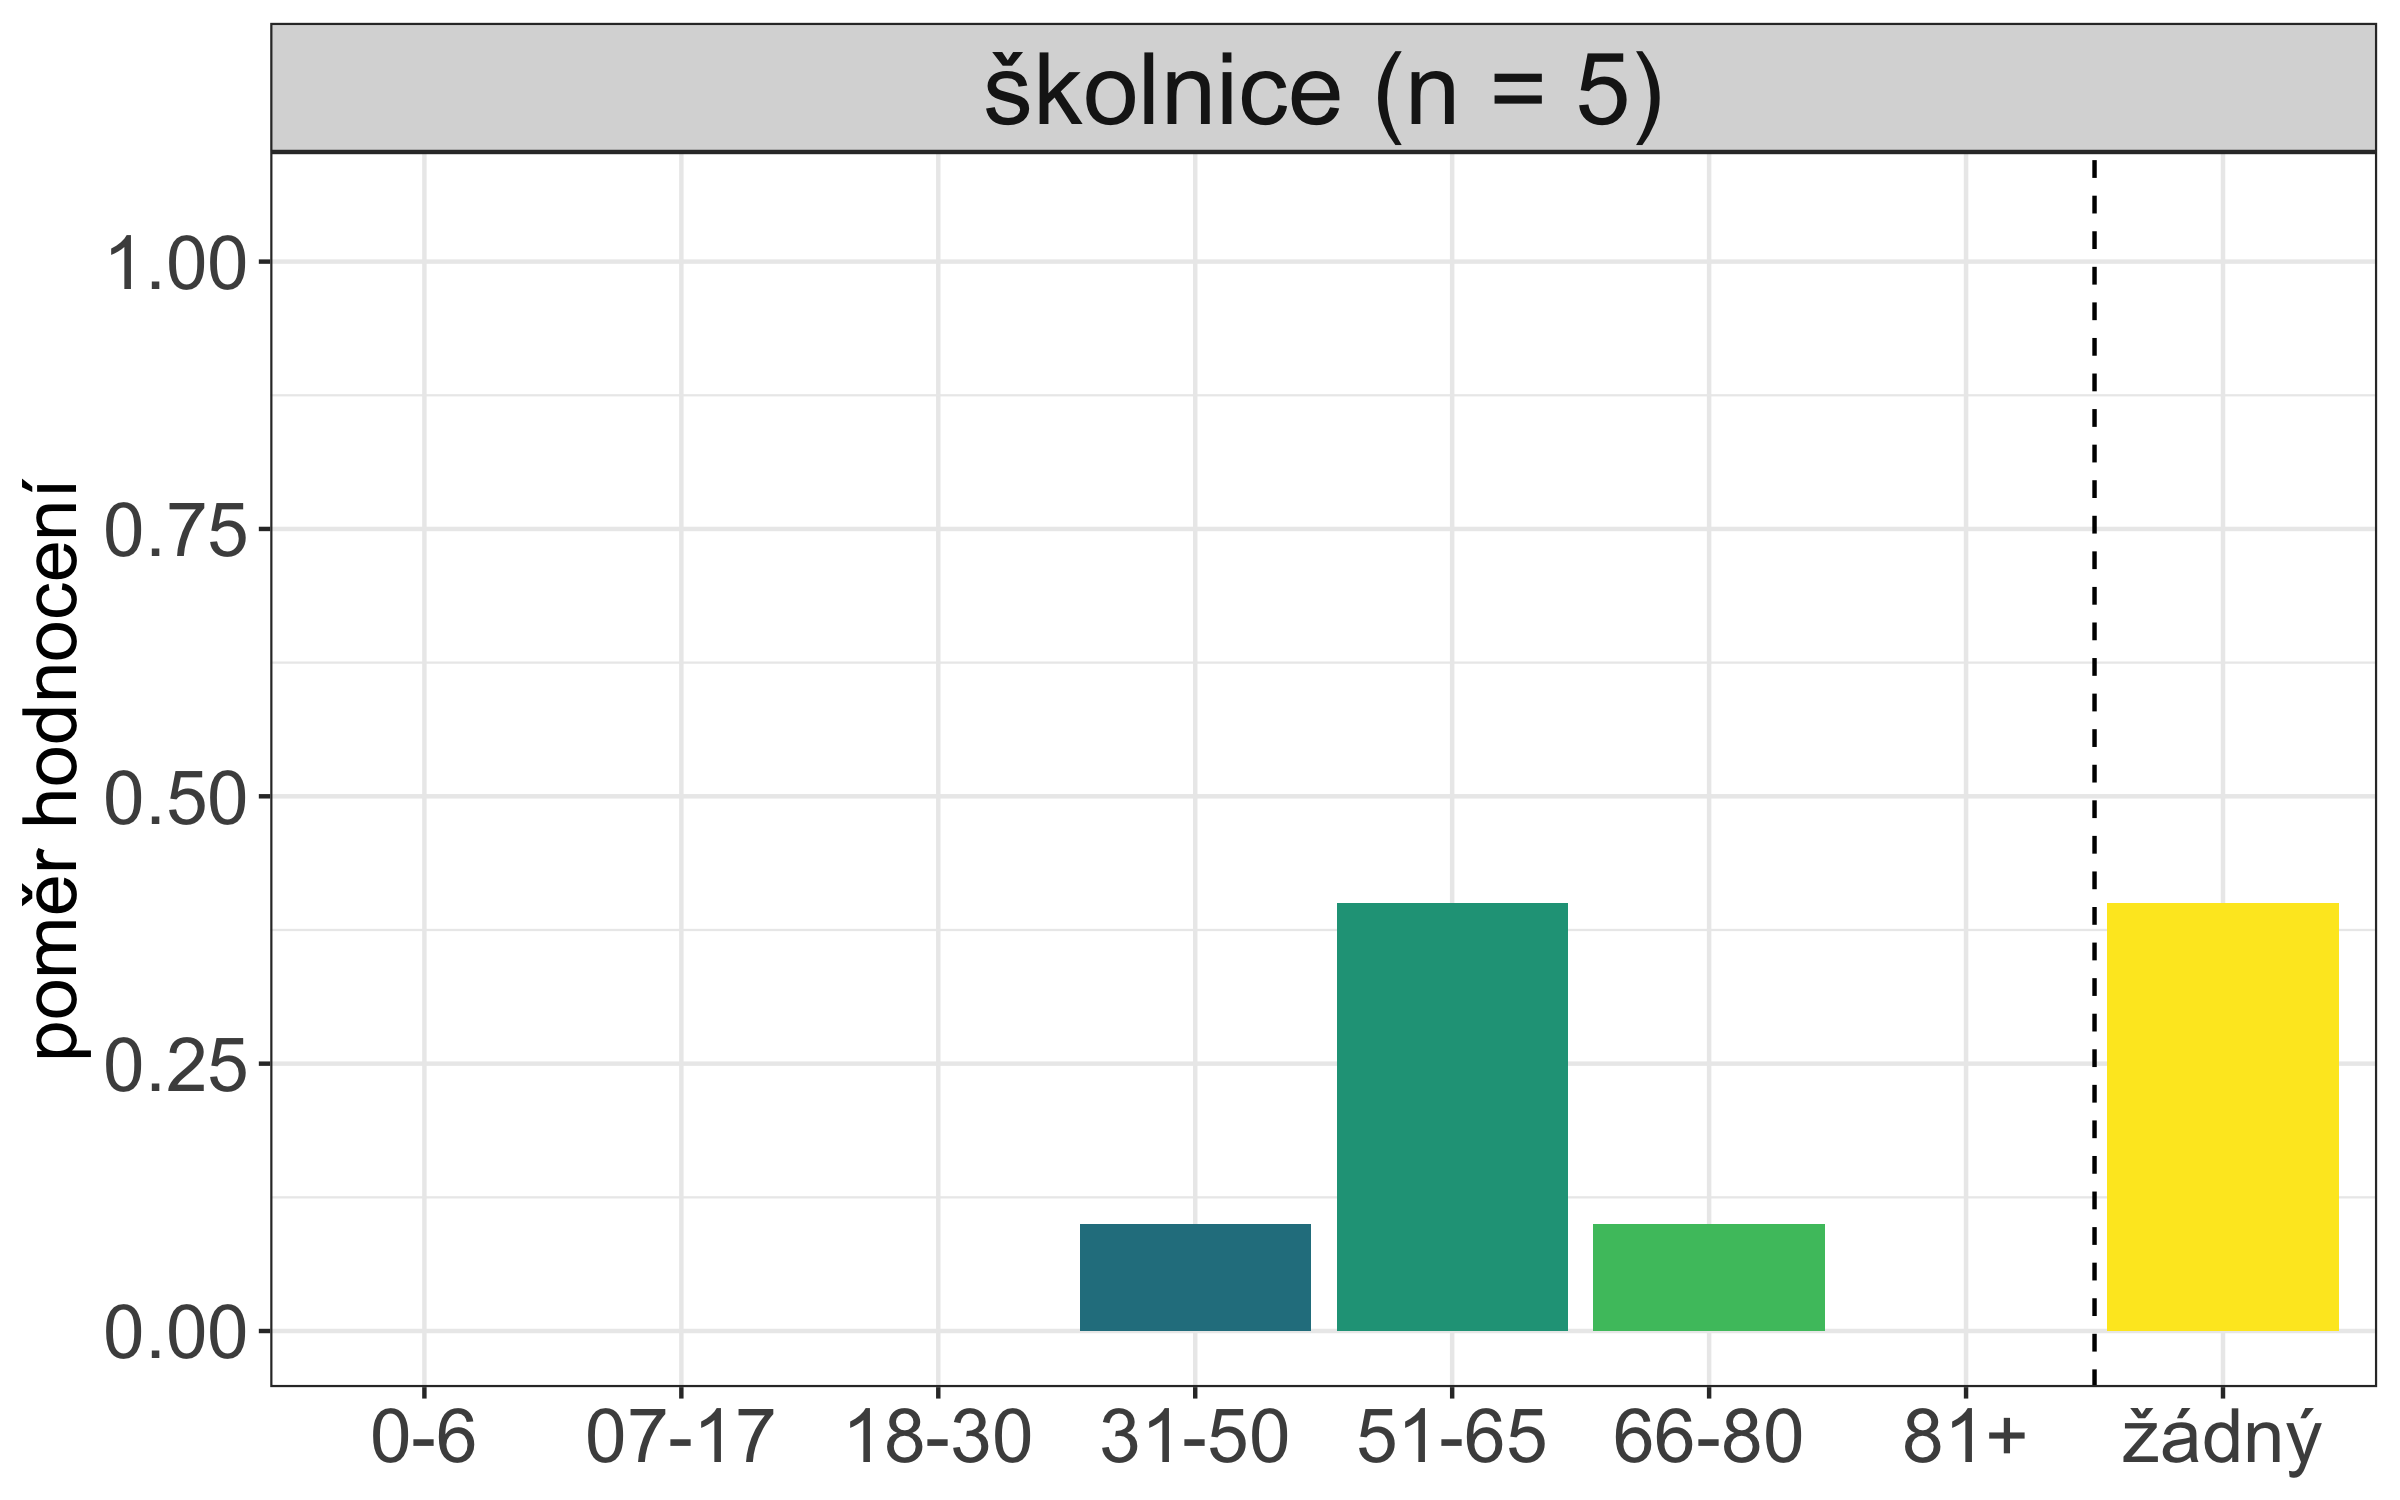 školnice (n = 5)
poměr hodnocení
1.00
0.75
0.50
0.25
0.00
0-6 07-17 18-30 31-50 51-65 66-80 81+ žádný